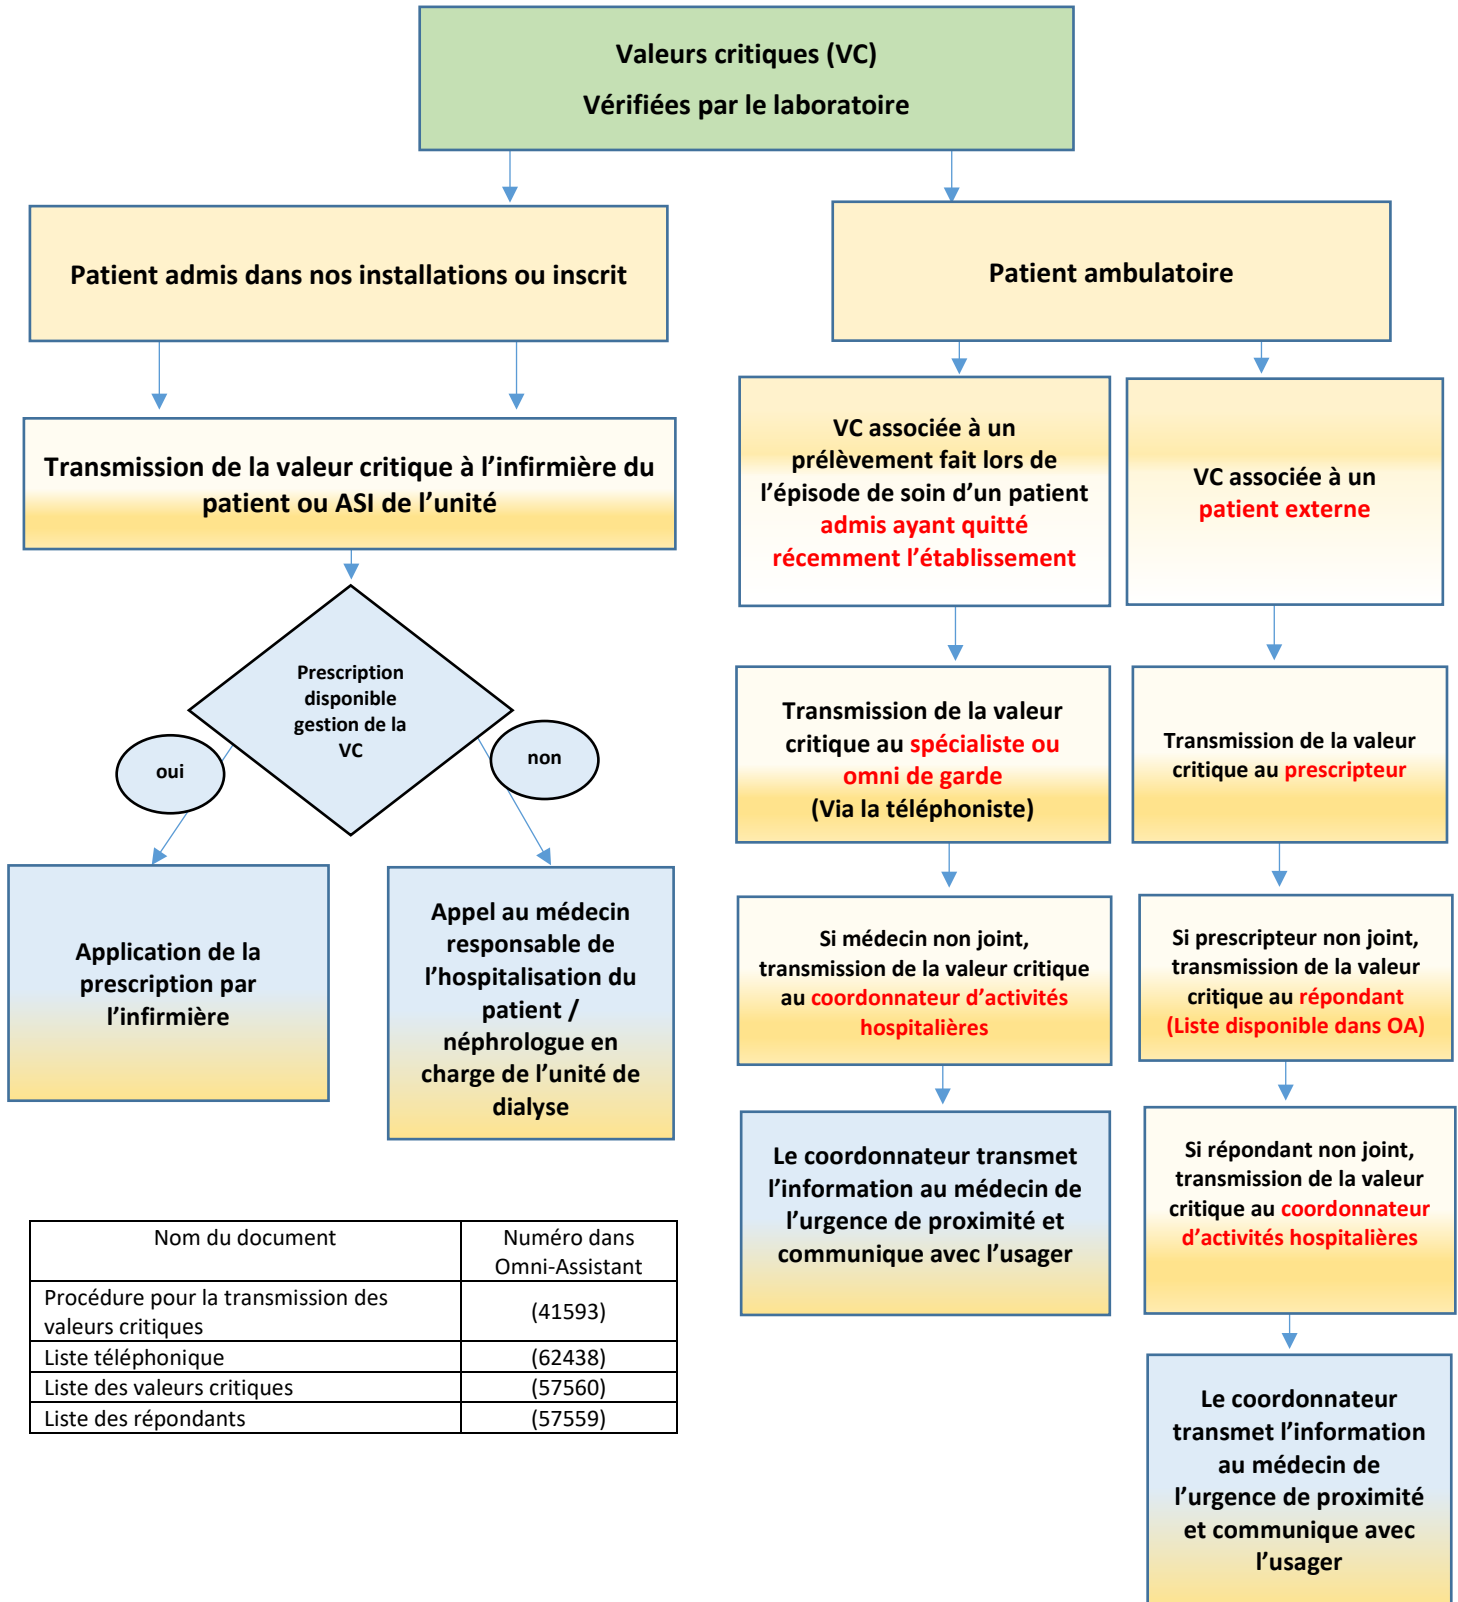 Valeurs critiques (VC)
Vérifiées par le laboratoire
Patient admis dans nos installations ou inscrit
Transmission de la valeur critique à l’infirmière du
patient ou ASI de l’unité
Prescription
disponible
gestion de la
VC
oui
non
Application de la
prescription par
l’infirmière
Appel au médecin
responsable de
l’hospitalisation du
patient /
néphrologue en
charge de l’unité de
dialyse
Patient ambulatoire
VC associée à un
prélèvement fait lors de
l’épisode de soin d’un patient
admis ayant quitté
récemment l’établissement
Transmission de la valeur
critique au spécialiste ou
omni de garde
(Via la téléphoniste)
Si médecin non joint,
transmission de la valeur critique
au coordonnateur d’activités
hospitalières
Le coordonnateur transmet
l’information au médecin de
l’urgence de proximité et
communique avec l’usager
VC associée à un
patient externe
Transmission de la valeur
critique au prescripteur
Si prescripteur non joint,
transmission de la valeur
critique au répondant
(Liste disponible dans OA)
Si répondant non joint,
transmission de la valeur
critique au coordonnateur
d’activités hospitalières
Le coordonnateur
transmet l’information
au médecin de
l’urgence de proximité
et communique avec
l’usager
Nom du document
Numéro dans
Omni-Assistant
Procédure pour la transmission des
valeurs critiques
(41593)
Liste téléphonique
(62438)
Liste des valeurs critiques
(57560)
Liste des répondants
(57559)